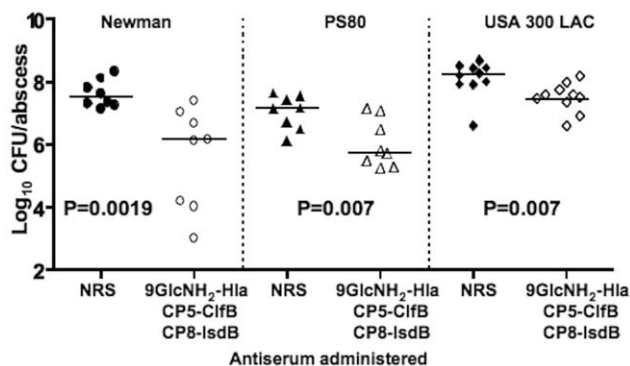 Newman PS80 USA 300 LAC
10
8
6
4
2
Log10 CFU/abscess
P=0.0019 P=0.007 P=0.007
NRS 9GlcNH2-Hla NRS 9GlcNH2-Hla NRS 9GlcNH2-Hla
CP5-ClfB CP5-ClfB CP5-ClfB
CP8-IsdB CP8-IsdB CP8-IsdB
Antiserum administered